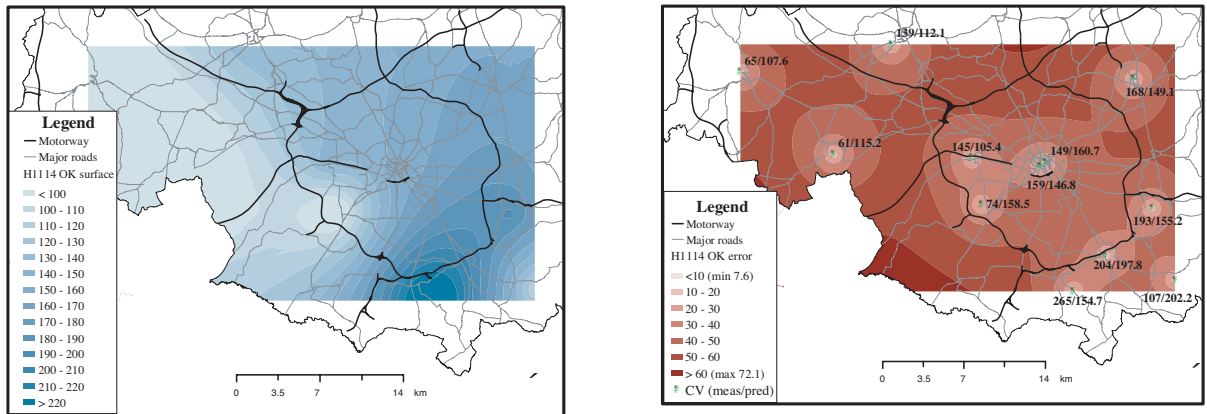 Legend
Motorway
Major roads
H1114 OK surface
< 100
100 - 110
110 - 120
120 - 130
130 - 140
140 - 150
150 - 160
160 - 170
170 - 180
180 - 190
190 - 200
200 - 210
210 - 220
> 220
0 3.5 7 14 km
139/112.1
65/107.6
168/149.1
61/115.2
145/105.4
149/160.7
159/146.8
74/158.5
193/155.2
204/197.8
265/154.7
107/202.2
Legend
Motorway
Major roads
H1114 OK error
<10 (min 7.6)
10 - 20
20 - 30
30 - 40
40 - 50
50 - 60
> 60 (max 72.1)
CV (meas/pred)
0 3.5 7 14 km